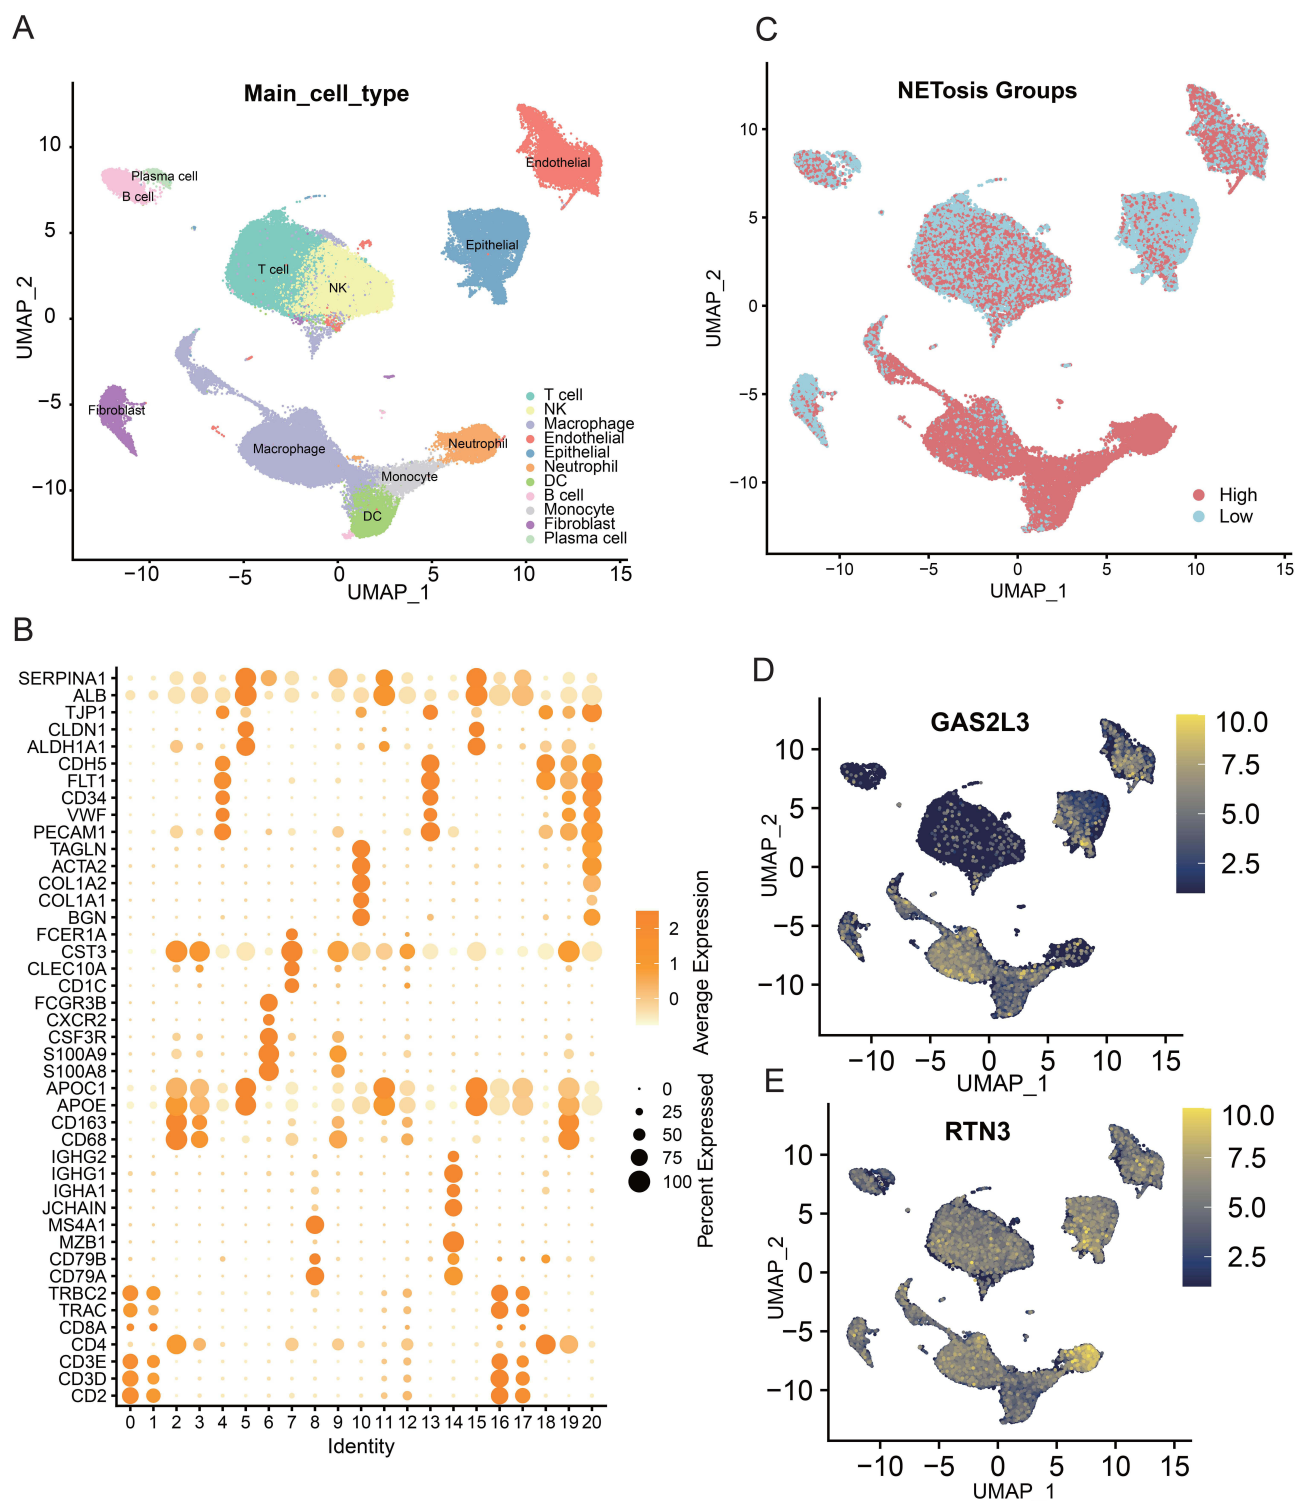 A
Main_cell_type
UMAP_2
10
5
0
−5
−10
Plasma cell
B cell
T cell
NK
Endothelial
Epithelial
Fibroblast
Macrophage
Neutrophil
Monocyte
DC
T cell
NK
Macrophage
Endothelial
Epithelial
Neutrophil
DC
B cell
Monocyte
Fibroblast
Plasma cell
−10 −5 0 5 10 15
UMAP_1
C
NETosis Groups
UMAP_2
10
5
0
−5
−10
High
Low
−10 −5 0 5 10 15
UMAP_1
B
SERPINA1
ALB
TJP1
CLDN1
ALDH1A1
CDH5
FLT1
CD34
VWF
PECAM1
TAGLN
ACTA2
COL1A2
COL1A1
BGN
FCER1A
CST3
CLEC10A
CD1C
FCGR3B
CXCR2
CSF3R
S100A9
S100A8
APOC1
APOE
CD163
CD68
IGHG2
IGHG1
IGHA1
JCHAIN
MS4A1
MZB1
CD79B
CD79A
TRBC2
TRAC
CD8A
CD4
CD3E
CD3D
CD2
0 1 2 3 4 5 6 7 8 9 10 11 12 13 14 15 16 17 18 19 20
Identity
2
1
0
Average Expression
0
25
50
75
100
Percent Expressed
D
GAS2L3
UMAP_2
10
5
0
−5
−10
−10 −5 0 5 10 15
UMAP_1
10.0
7.5
5.0
2.5
E
RTN3
UMAP_2
10
5
0
−5
−10
−10 −5 0 5 10 15
UMAP_1
10.0
7.5
5.0
2.5